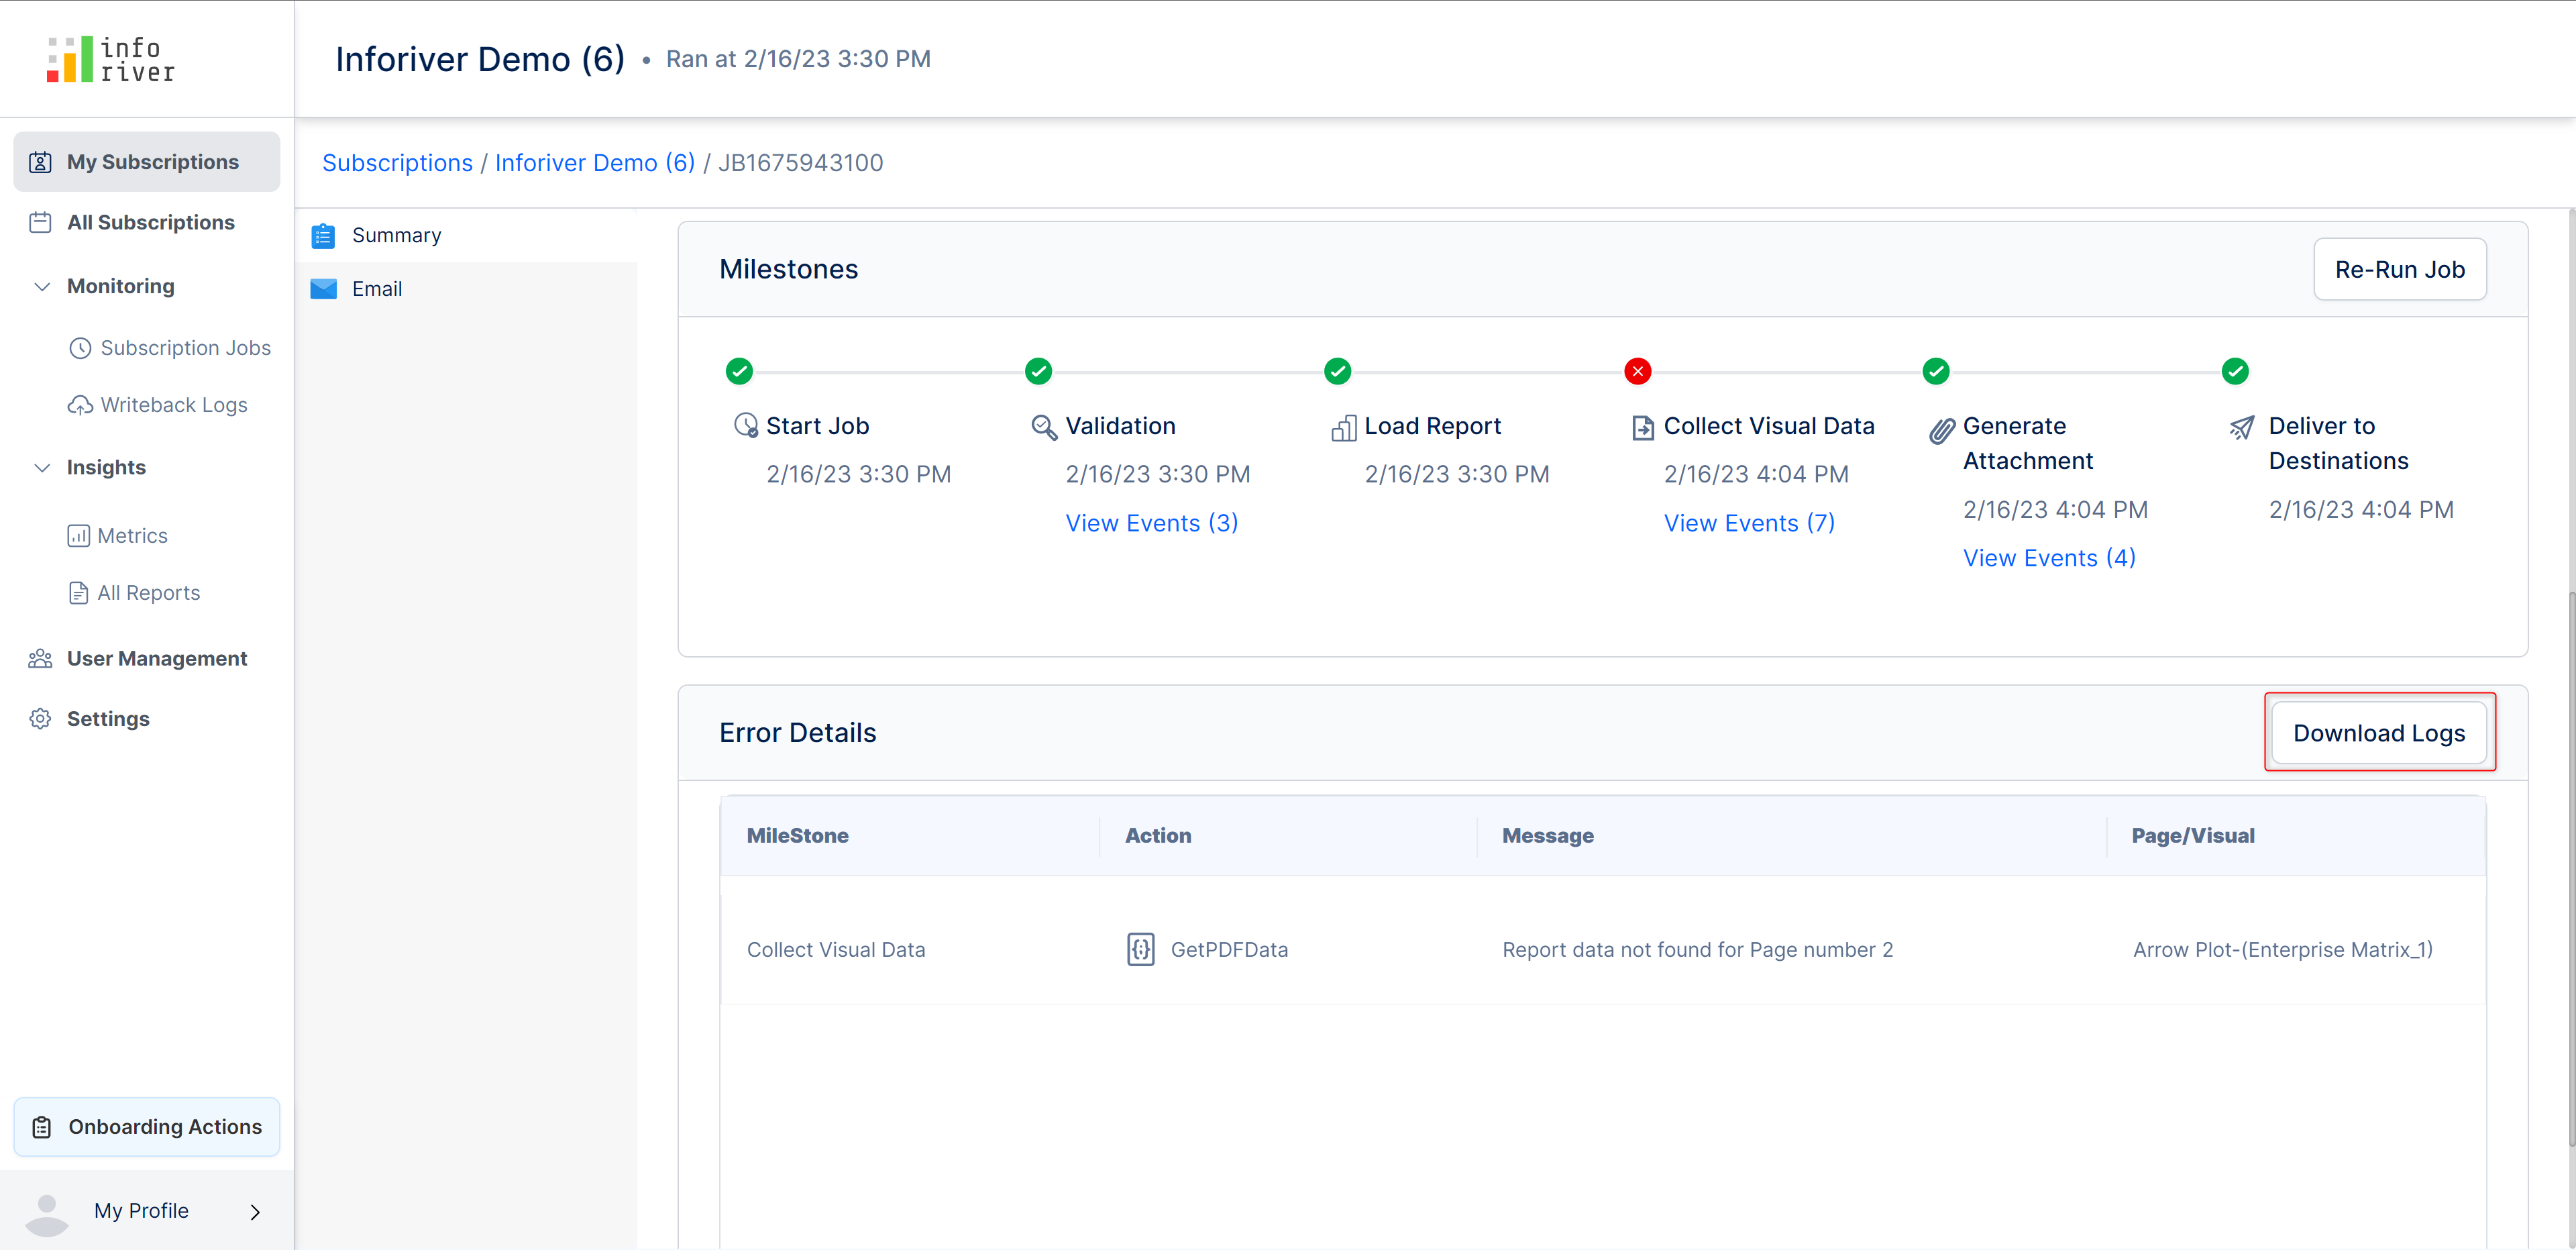 info
river
Inforiver Demo (6) • Ran at 2/16/23 3:30 PM
My Subscriptions
All Subscriptions
Monitoring
Subscription Jobs
Writeback Logs
Insights
Metrics
All Reports
User Management
Settings
Onboarding Actions
My Profile
Subscriptions / Inforiver Demo (6) / JB1675943100
Summary
Email
Milestones
Re-Run Job
Start Job
2/16/23 3:30 PM
Validation
2/16/23 3:30 PM
View Events (3)
Load Report
2/16/23 3:30 PM
Collect Visual Data
2/16/23 4:04 PM
View Events (7)
Generate
Attachment
2/16/23 4:04 PM
View Events (4)
Deliver to
Destinations
2/16/23 4:04 PM
Error Details
Download Logs
MileStone Action Message Page/Visual
Collect Visual Data GetPDFData Report data not found for Page number 2 Arrow Plot-(Enterprise Matrix_1)